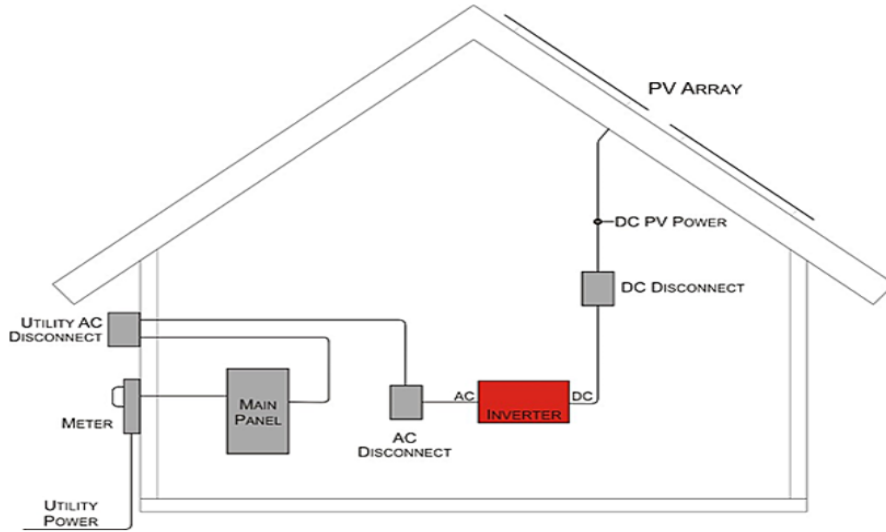 PV ARRAY
DC PV POWER
DC DISCONNECT
UTILITY AC
DISCONNECT
AC
INVERTER
DC
MAIN
PANEL
METER
AC
DISCONNECT
UTILITY
POWER